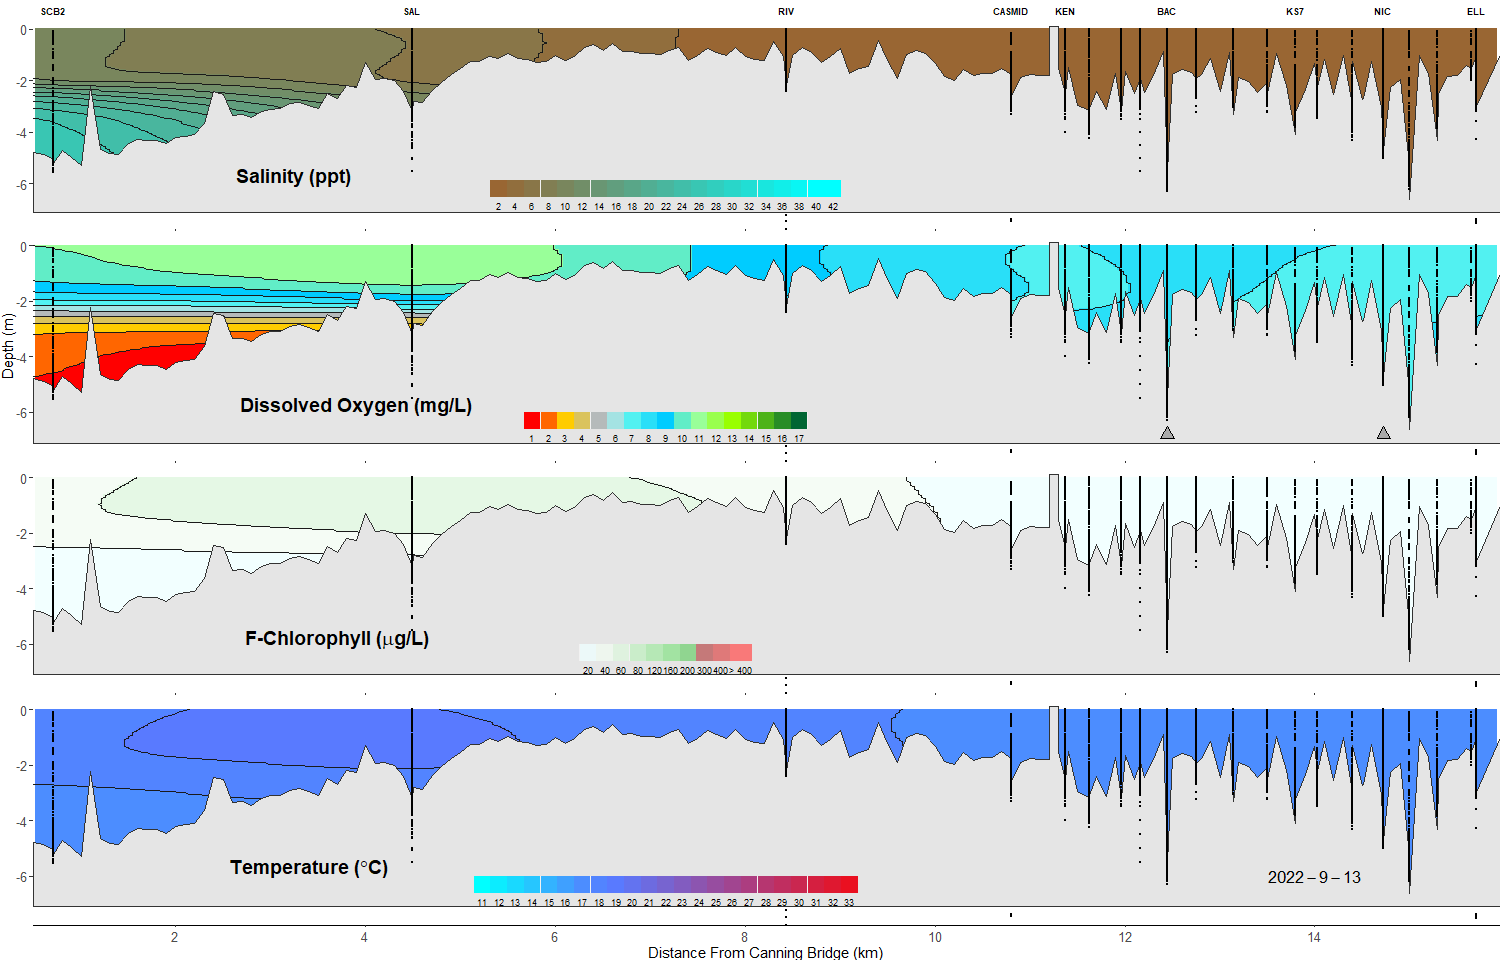 SCB2 SAL RIV CASMID KEN BAC KS7 NIC ELL
0
-2
-4
-6
Salinity (ppt)
2 4 6 8 10 12 14 16 18 20 22 24 26 28 30 32 34 36 38 40 42
0
-2
-4
-6
Dissolved Oxygen (mg/L)
1 2 3 4 5 6 7 8 9 10 11 12 13 14 15 16 17
Depth (m)
0
-2
-4
-6
F-Chlorophyll (μg/L)
20 40 60 80 120 160 200 300 400 > 400
0
-2
-4
-6
Temperature (°C)
11 12 13 14 15 16 17 18 19 20 21 22 23 24 25 26 27 28 29 30 31 32 33
2022 – 9 – 13
2 4 6 8 10 12 14
Distance From Canning Bridge (km)